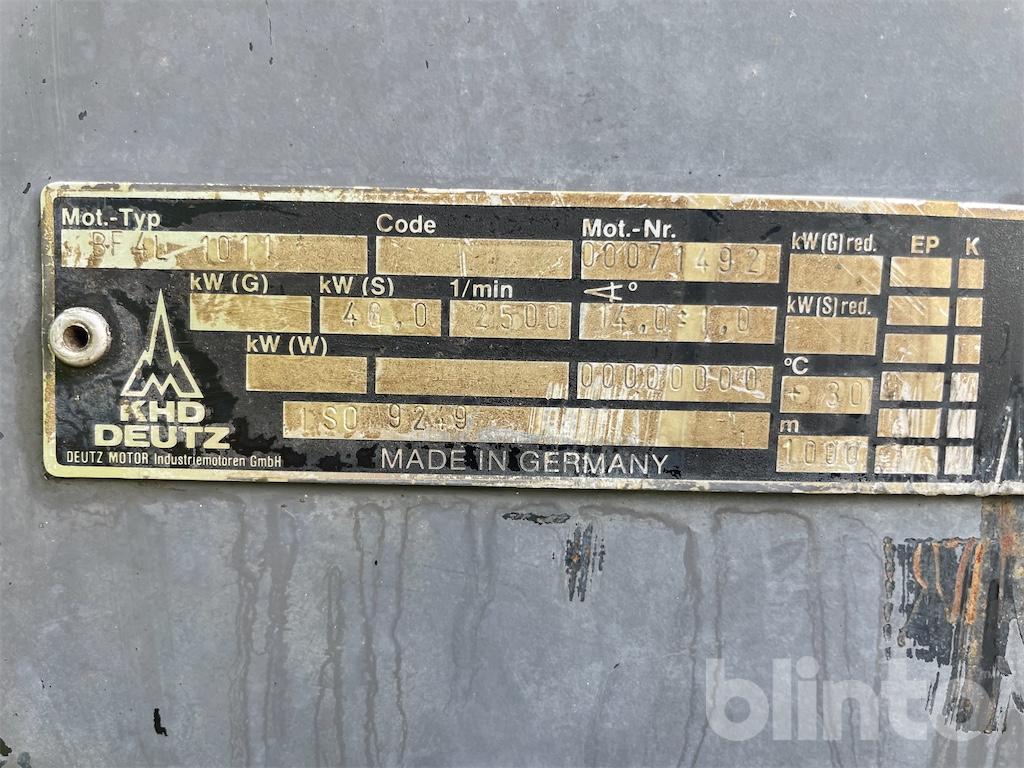 Mot.-Typ Code Mot.-Nr. kW(G) red. EP K
BF4L 1011 00071492
kW (G) kW (S) 1/min ∢° kW(S) red.
48,0 2500 14,0±1,0
kW (W) °C
00000000 + 30
ISO 9249 m
1000
KHD
DEUTZ
DEUTZ MOTOR Industriemotoren GmbH MADE IN GERMANY
blinto